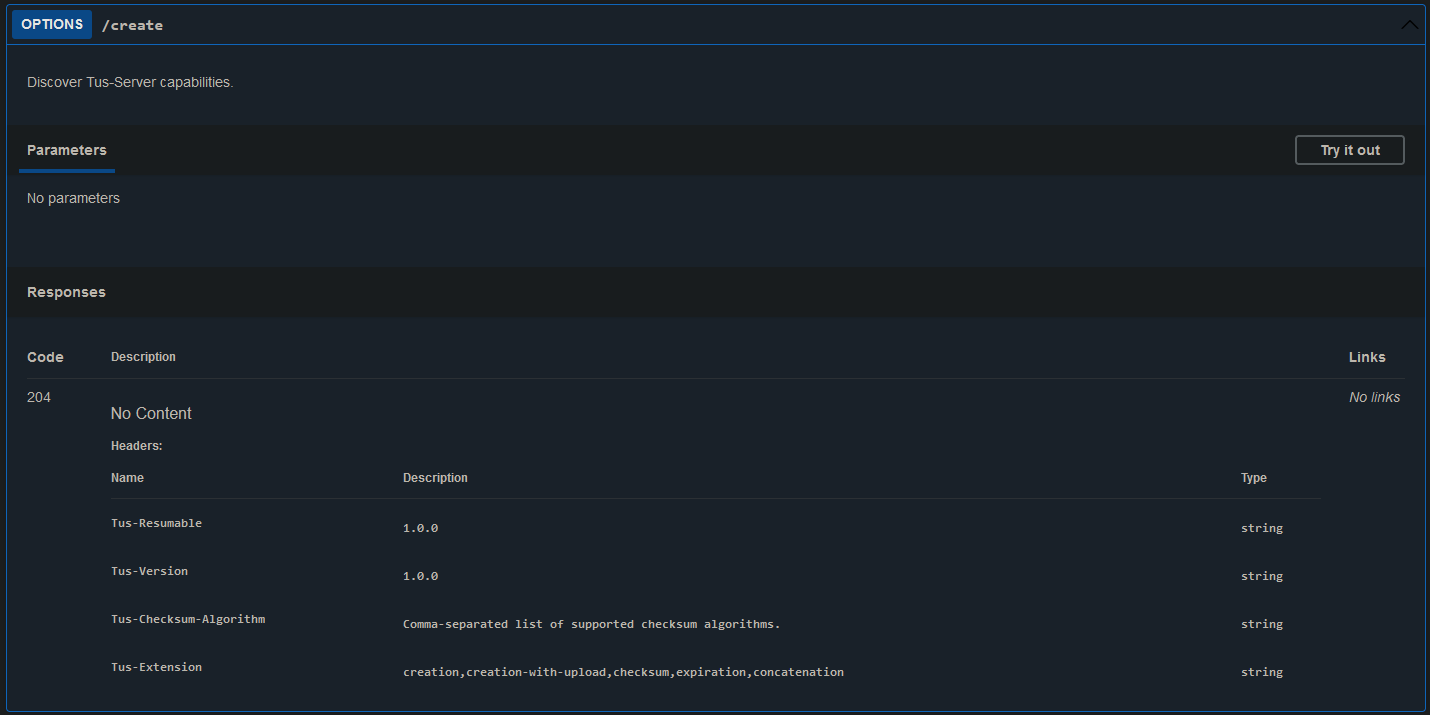 OPTIONS /create
Discover Tus-Server capabilities.
Parameters Try it out
No parameters
Responses
Code Description Links
204 No links
No Content
Headers:
Name Description Type
Tus-Resumable 1.0.0 string
Tus-Version 1.0.0 string
Tus-Checksum-Algorithm Comma-separated list of supported checksum algorithms. string
Tus-Extension creation,creation-with-upload,checksum,expiration,concatenation string